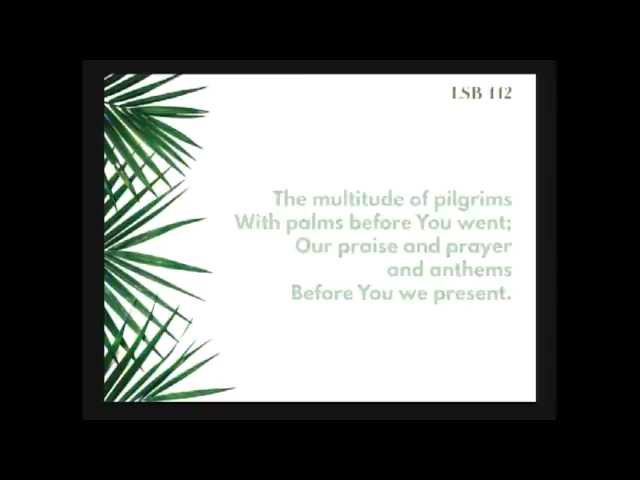 LSB 442
The multitude of pilgrims
With palms before You went;
Our praise and prayer
and anthems
Before You we present.